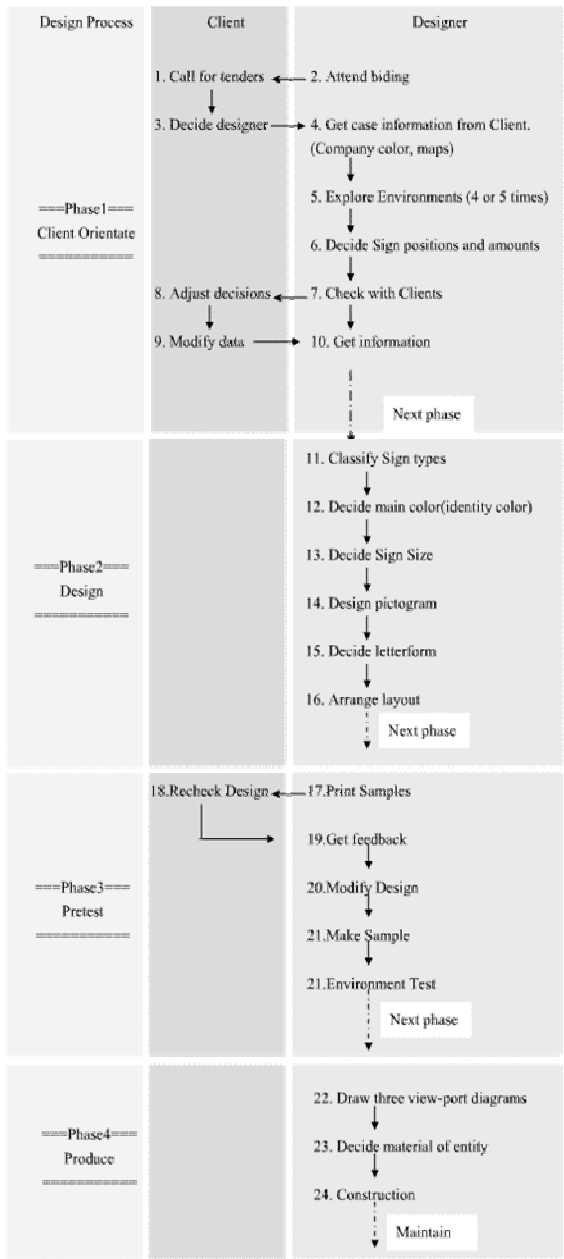 Design Process Client Designer
1. Call for tenders 2. Attend biding
3. Decide designer 4. Get case information from Client.
(Company color, maps)
===Phase1===
Client Orientate
===========
5. Explore Environments (4 or 5 times)
6. Decide Sign positions and amounts
8. Adjust decisions 7. Check with Clients
9. Modify data 10. Get information
Next phase
===Phase2===
Design
===========
11. Classify Sign types
12. Decide main color(identity color)
13. Decide Sign Size
14. Design pictogram
15. Decide letterform
16. Arrange layout
Next phase
===Phase3===
Pretest
===========
18.Recheck Design 17.Print Samples
19.Get feedback
20.Modify Design
21.Make Sample
21.Environment Test
Next phase
===Phase4===
Produce
===========
22. Draw three view-port diagrams
23. Decide material of entity
24. Construction
Maintain